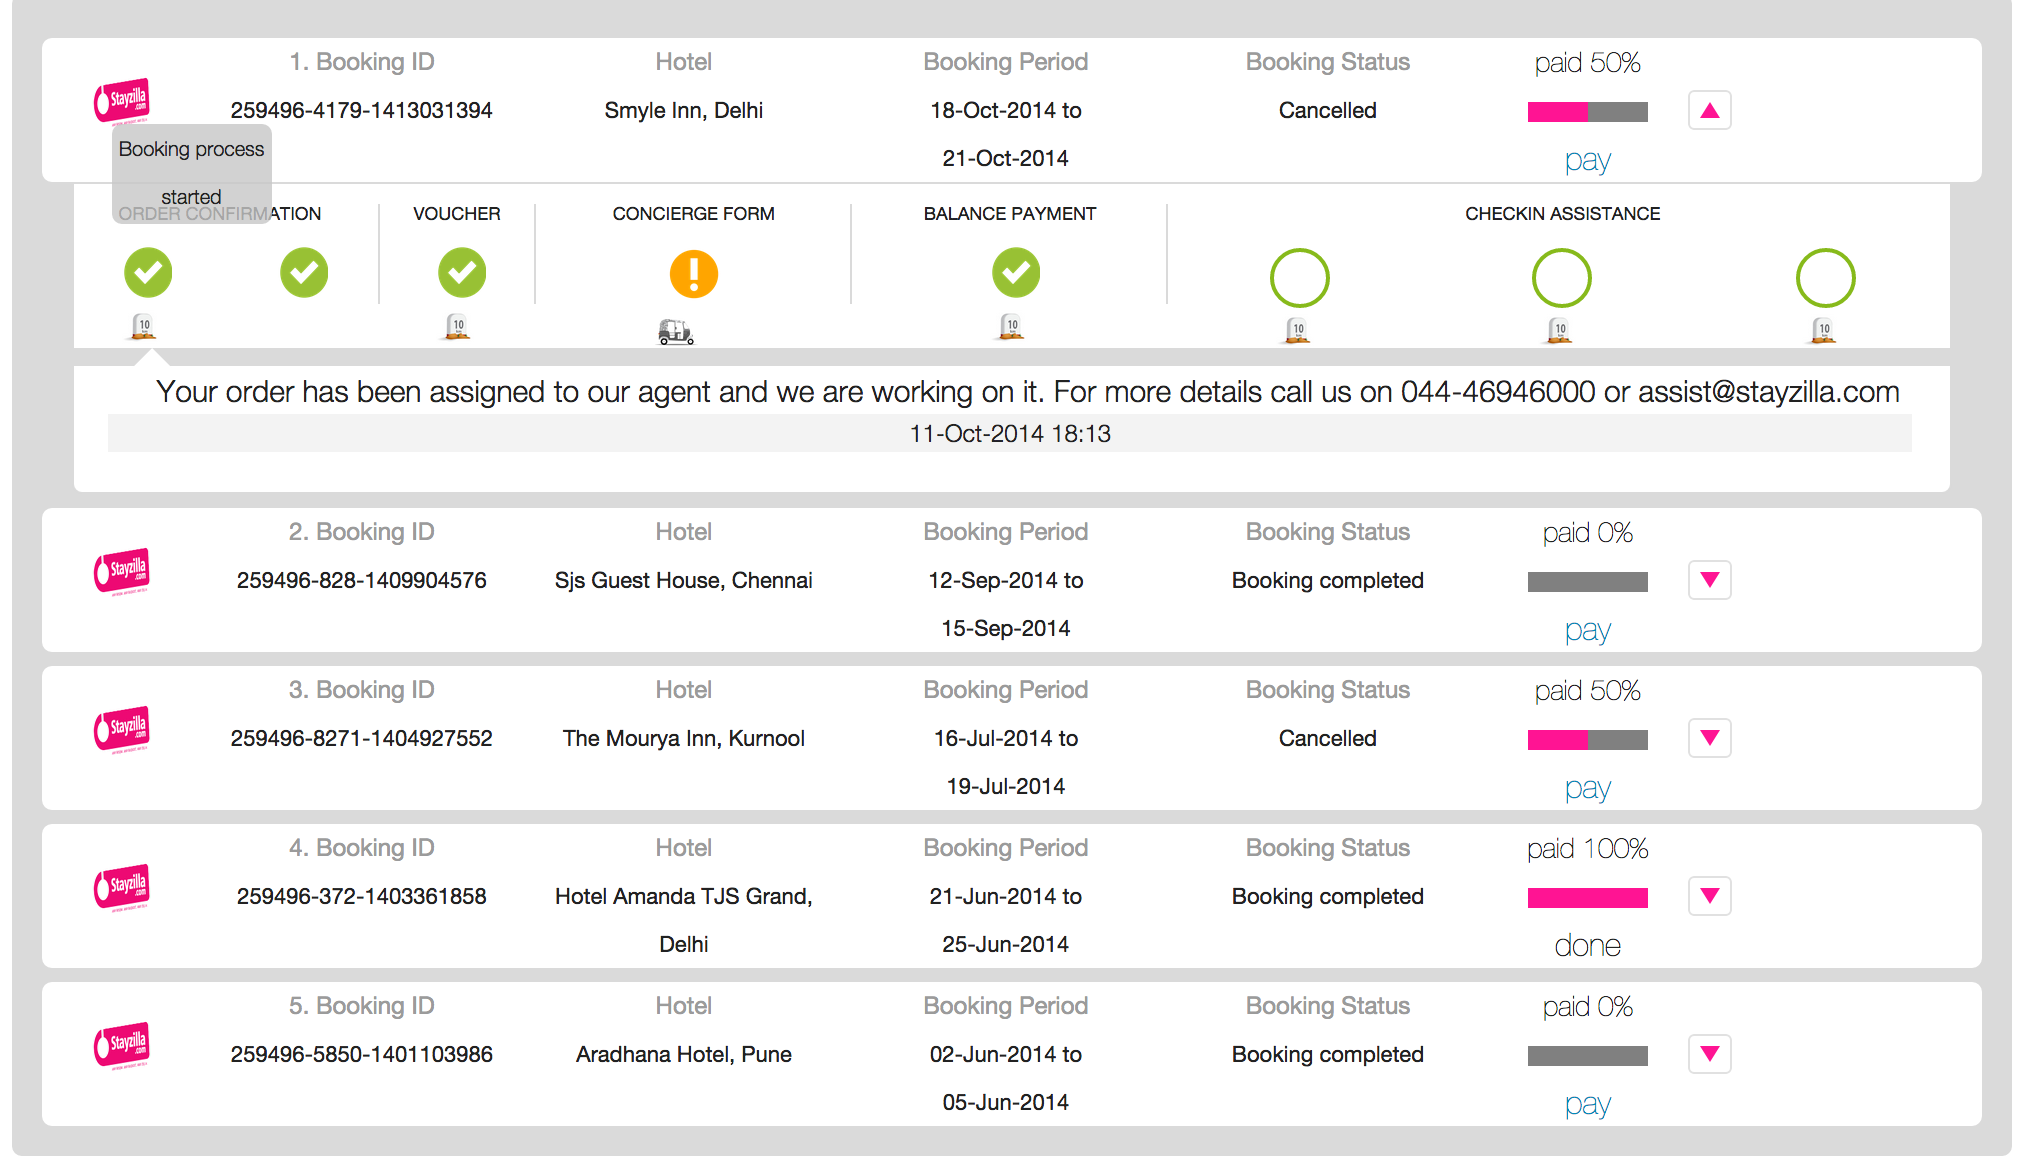 1. Booking ID Hotel Booking Period Booking Status paid 50%
Stayzilla .com
259496-4179-1413031394 Smyle Inn, Delhi 18-Oct-2014 to Cancelled
21-Oct-2014 pay
Booking process
started
ORDER CONFIRMATION VOUCHER CONCIERGE FORM BALANCE PAYMENT CHECKIN ASSISTANCE
10 10 10 10 10 10
Your order has been assigned to our agent and we are working on it. For more details call us on 044-46946000 or assist@stayzilla.com
11-Oct-2014 18:13
2. Booking ID Hotel Booking Period Booking Status paid 0%
Stayzilla .com
259496-828-1409904576 Sjs Guest House, Chennai 12-Sep-2014 to Booking completed
15-Sep-2014 pay
3. Booking ID Hotel Booking Period Booking Status paid 50%
Stayzilla .com
259496-8271-1404927552 The Mourya Inn, Kurnool 16-Jul-2014 to Cancelled
19-Jul-2014 pay
4. Booking ID Hotel Booking Period Booking Status paid 100%
Stayzilla .com
259496-372-1403361858 Hotel Amanda TJS Grand, 21-Jun-2014 to Booking completed
Delhi 25-Jun-2014 done
5. Booking ID Hotel Booking Period Booking Status paid 0%
Stayzilla .com
259496-5850-1401103986 Aradhana Hotel, Pune 02-Jun-2014 to Booking completed
05-Jun-2014 pay